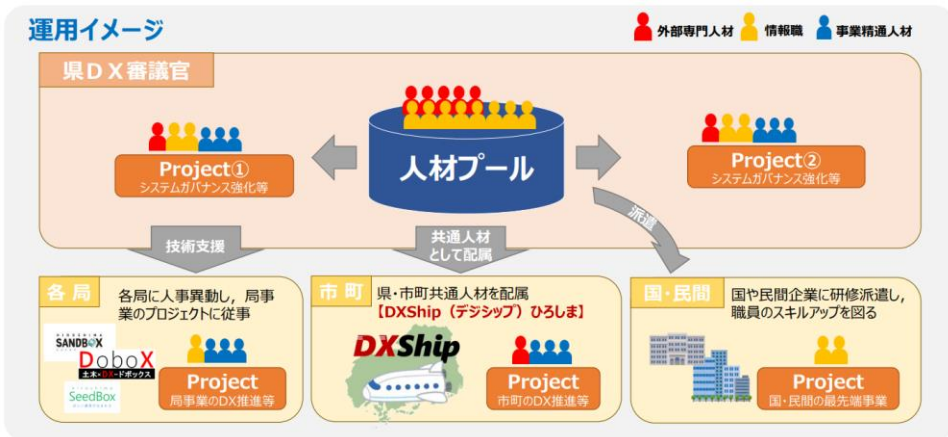 運用イメージ
外部専門人材
情報職
事業精通人材
県DX審議官
人材プール
Project①
システムガバナンス強化等
Project②
システムガバナンス強化等
技術支援
共通人材
として配属
派遣
各局
各局に人事異動し，局事
業のプロジェクトに従事
SANDBOX
DoboX
土木×DX=ドボックス
SeedBox
Project
局事業のDX推進等
市町
県・市町共通人材を配属
【DXShip（デジシップ）ひろしま】
DXShip
Project
市町のDX推進等
国・民間
国や民間企業に研修派遣し，
職員のスキルアップを図る
Project
国・民間の最先端事業